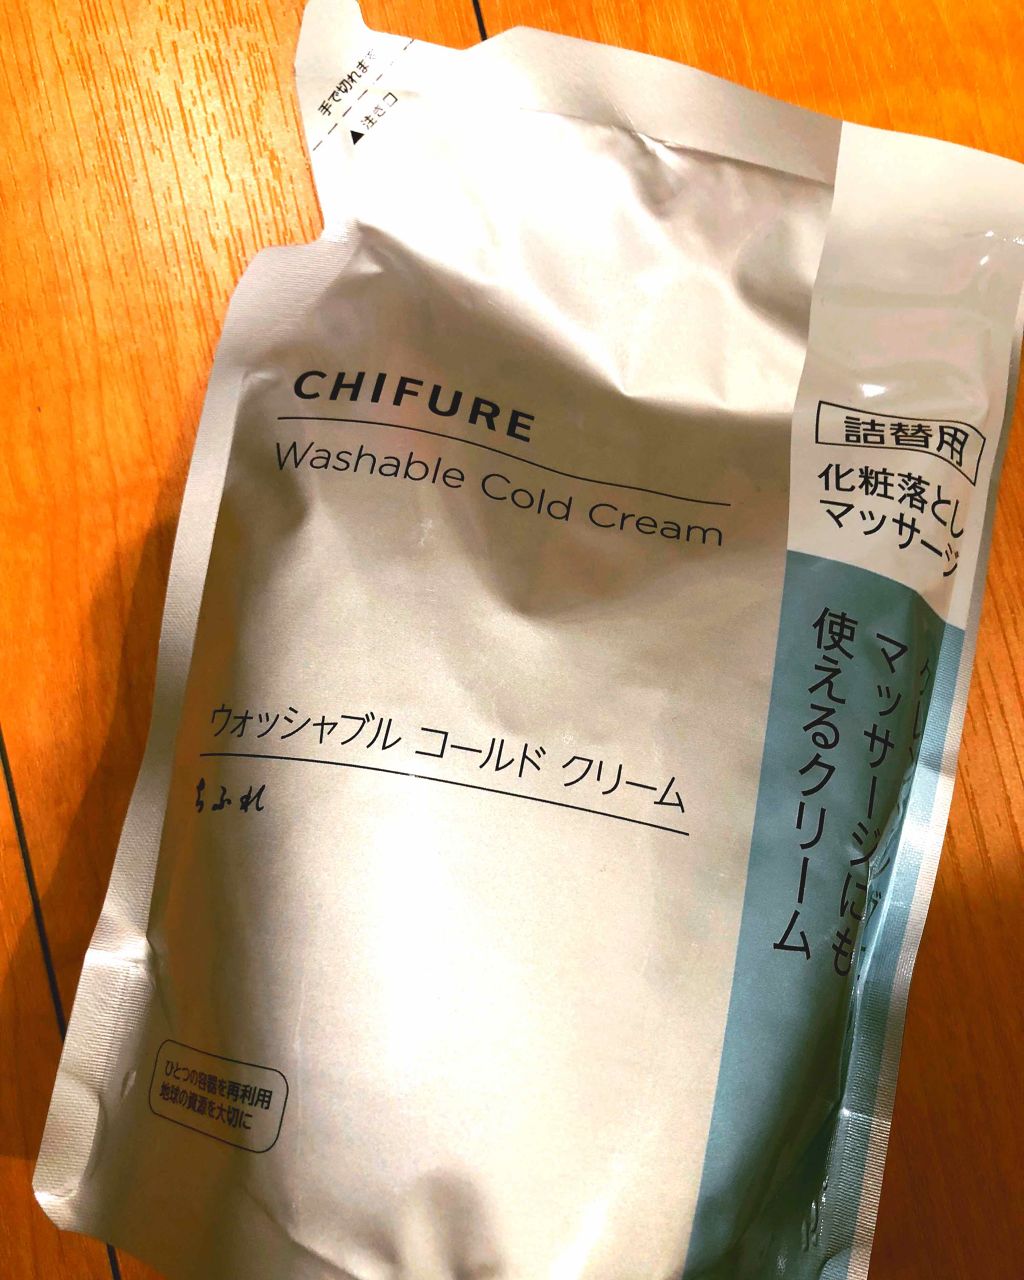 手で切れます
▲注ぎ口
CHIFURE
Washable Cold Cream
詰替用
化粧落とし
マッサージ
マッサージにも
使えるクリーム
ウォッシャブル コールド クリーム
ちふれ
ひとつの容器を再利用
地球の資源を大切に